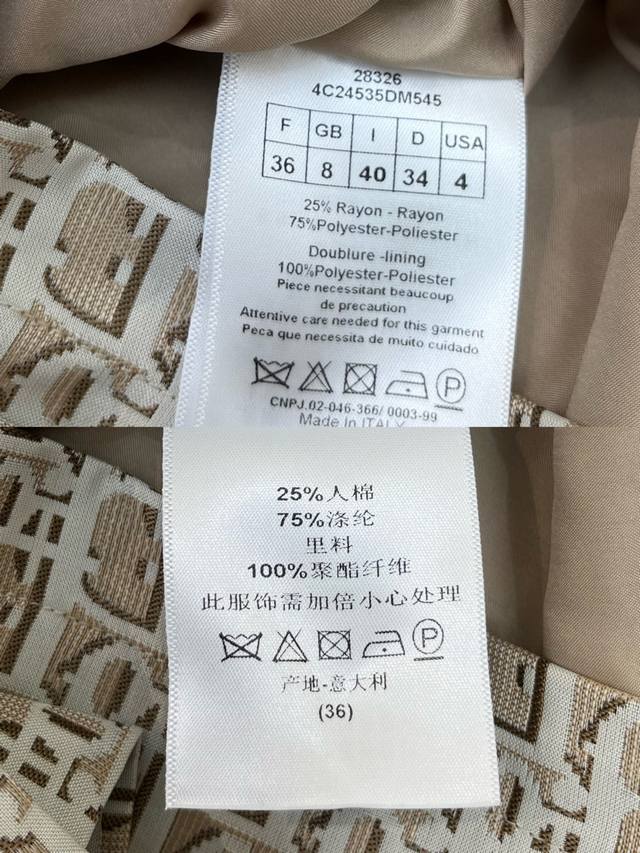 28326
4C24535DM545
F GB I D USA
36 8 40 34 4
25% Rayon - Rayon
75%Polyester-Poliester
Doublure -lining
100%Polyester-Poliester
Piece necessitant beaucoup
de precaution
Attentive care needed for this garment
Peca que necessita de muito cuidado
P
CNPJ.02-046-366/ 0003-99
Made in ITALY
25%人棉
75%涤纶
里料
100%聚酯纤维
此服饰需加倍小心处理
P
产地-意大利
(36)